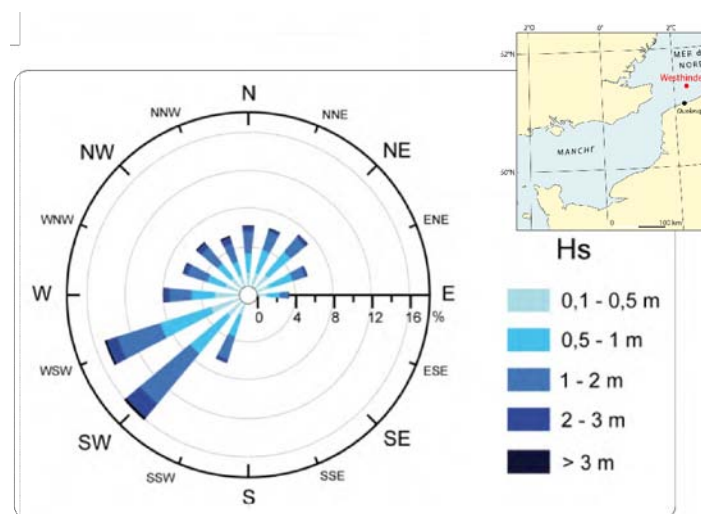 N
NNW
NNE
NW
NE
WNW
ENE
W
E
0 4 8 12 16
%
WSW
ESE
SW
SE
SSW
SSE
S
Hs
0,1 - 0,5 m
0,5 - 1 m
1 - 2 m
2 - 3 m
> 3 m
2°O
0°
52°N
MER d
NORD
Westhinder
MANCHE
50°N
0
100 km